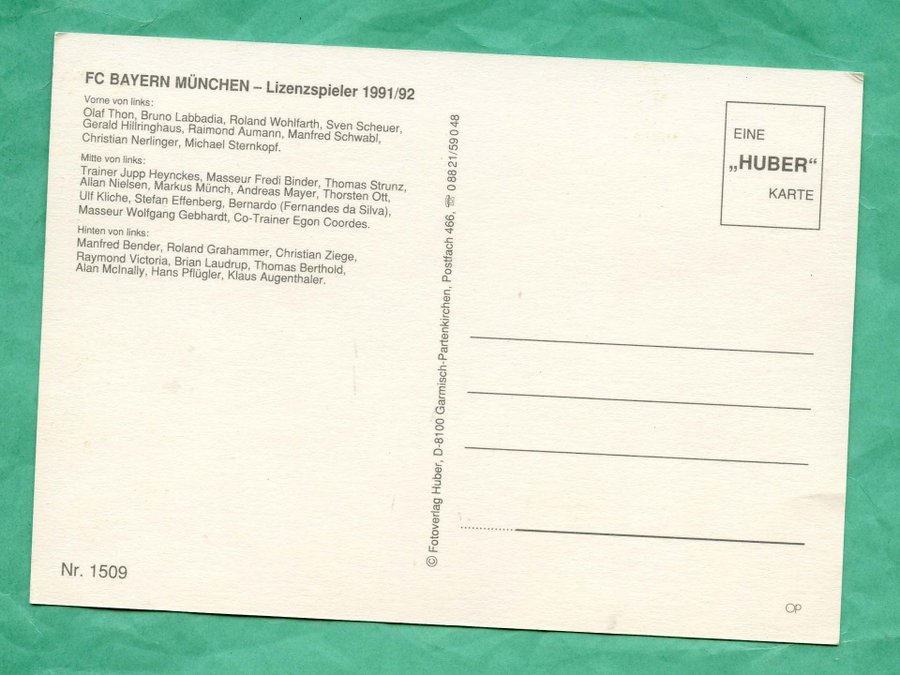 FC BAYERN MÜNCHEN – Lizenzspieler 1991/92
Vorne von links:
Olaf Thon, Bruno Labbadia, Roland Wohlfarth, Sven Scheuer,
Gerald Hillringhaus, Raimond Aumann, Manfred Schwabl,
Christian Nerlinger, Michael Sternkopf.
Mitte von links:
Trainer Jupp Heynckes, Masseur Fredi Binder, Thomas Strunz,
Allan Nielsen, Markus Münch, Andreas Mayer, Thorsten Ott,
Ulf Kliche, Stefan Effenberg, Bernardo (Fernandes da Silva),
Masseur Wolfgang Gebhardt, Co-Trainer Egon Coordes.
Hinten von links:
Manfred Bender, Roland Grahammer, Christian Ziege,
Raymond Victoria, Brian Laudrup, Thomas Berthold,
Alan McInally, Hans Pflügler, Klaus Augenthaler.
Nr. 1509
© Fotoverlag Huber, D-8100 Garmisch-Partenkirchen, Postfach 466, ☎ 0 88 21/59 0 48
EINE
„HUBER“
KARTE
OP